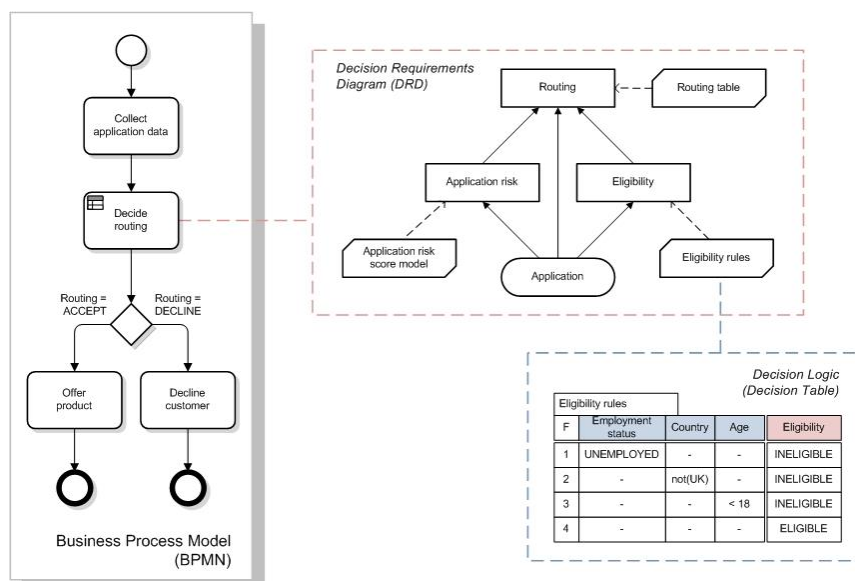 Collect
application data
Decide
routing
Routing =
ACCEPT
Routing =
DECLINE
Offer
product
Decline
customer
Business Process Model
(BPMN)
Decision Requirements
Diagram (DRD)
Routing
Routing table
Application risk
Eligibility
Application risk
score model
Application
Eligibility rules
Decision Logic
(Decision Table)
Eligibility rules
F Employment status Country Age Eligibility
1 UNEMPLOYED - - INELIGIBLE
2 - not(UK) - INELIGIBLE
3 - - < 18 INELIGIBLE
4 - - - ELIGIBLE